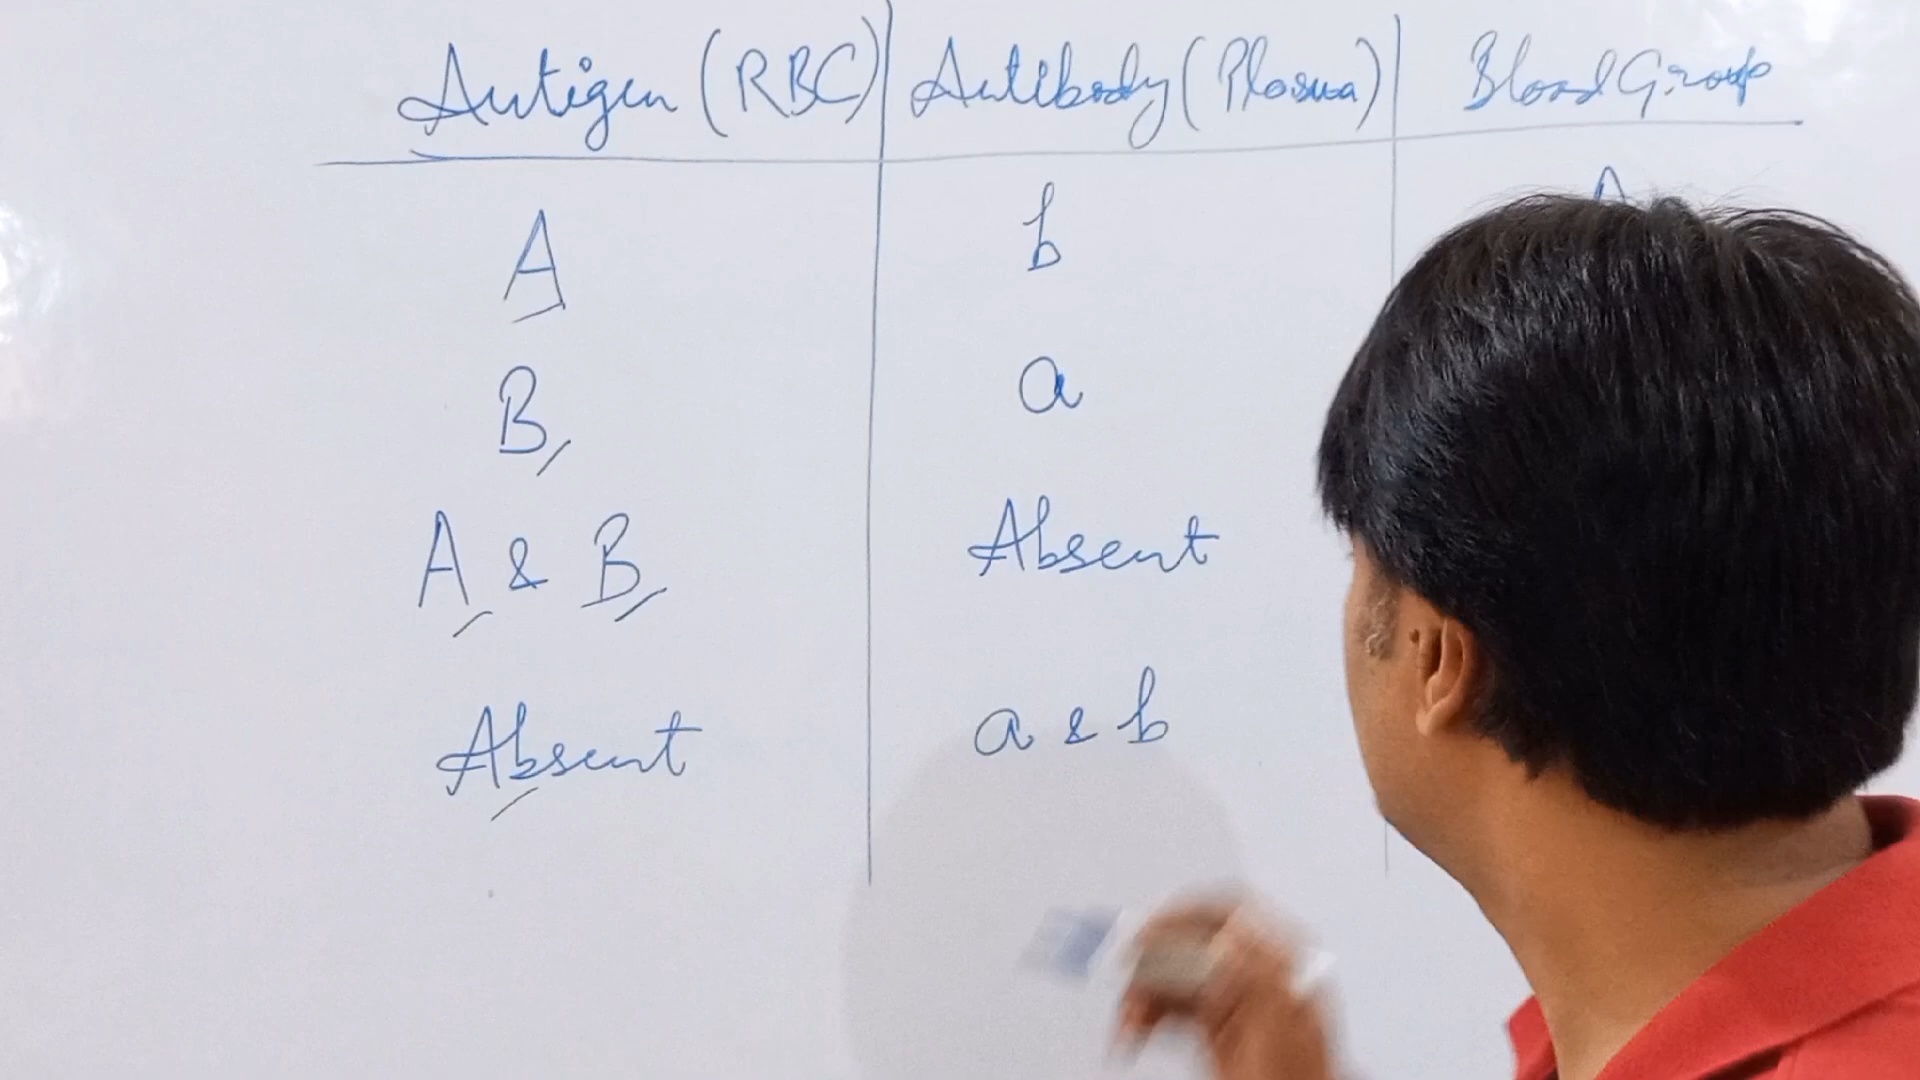 Antigen (RBC) Antibody (Plasma) Blood Group
A b A
B a
A & B Absent
Absent a & b